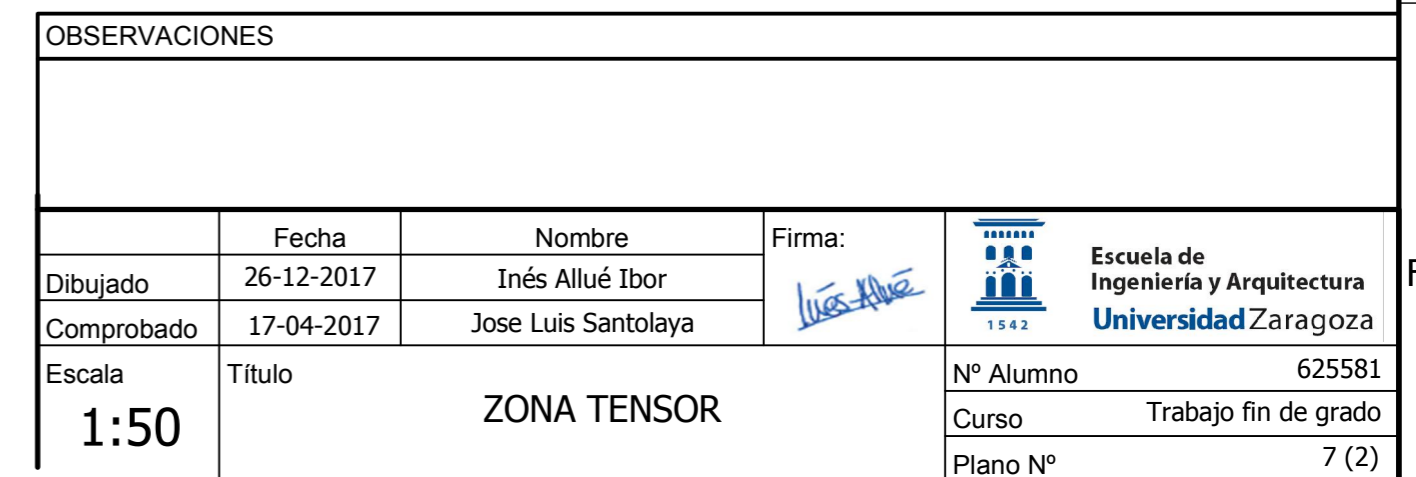 OBSERVACIONES
Fecha
Nombre
Firma:
Dibujado
26-12-2017
Inés Allué Ibor
Inés Allué
Comprobado
17-04-2017
Jose Luis Santolaya
1542
Escuela de
Ingeniería y Arquitectura
Universidad Zaragoza
Escala
1:50
Título
ZONA TENSOR
Nº Alumno
625581
Curso
Trabajo fin de grado
Plano Nº
7 (2)